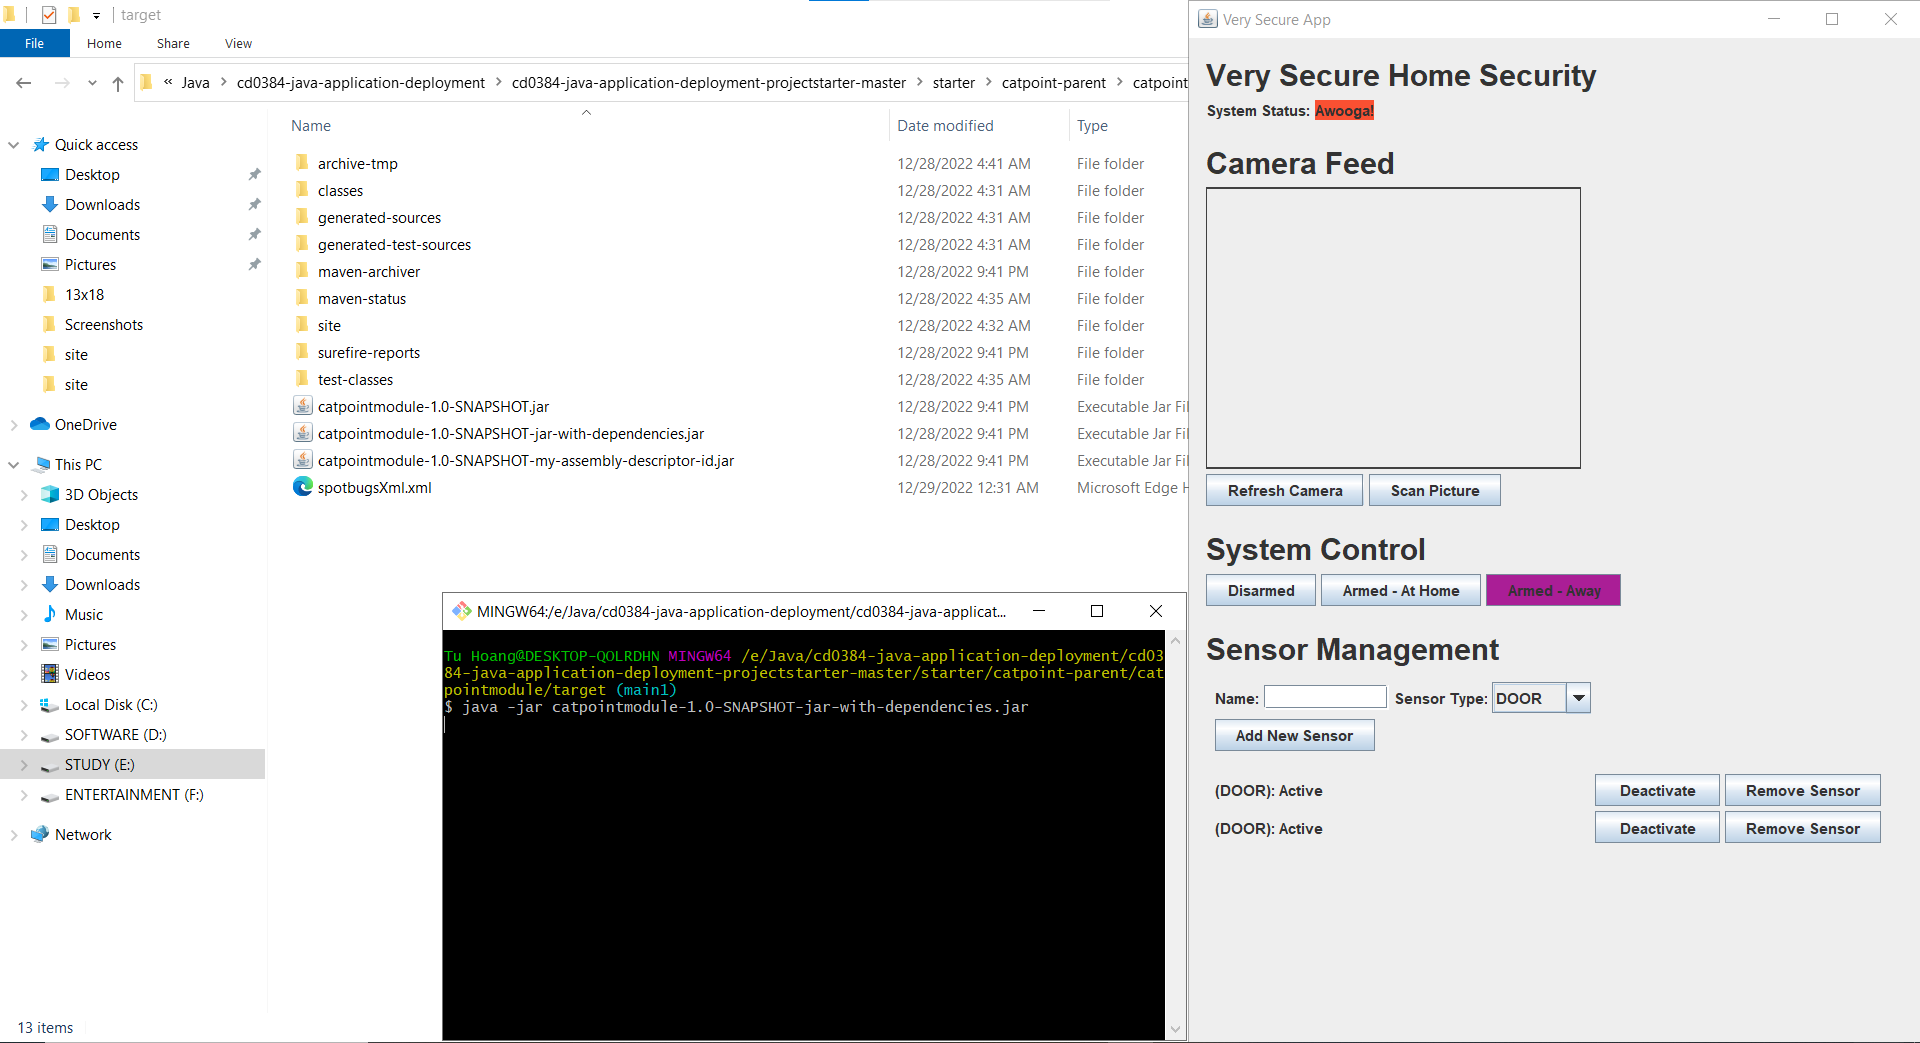 target
File Home Share View
« Java > cd0384-java-application-deployment > cd0384-java-application-deployment-projectstarter-master > starter > catpoint-parent > catpoint
Quick access
Desktop
Downloads
Documents
Pictures
13x18
Screenshots
site
site
OneDrive
This PC
3D Objects
Desktop
Documents
Downloads
Music
Pictures
Videos
Local Disk (C:)
SOFTWARE (D:)
STUDY (E:)
ENTERTAINMENT (F:)
Network
13 items
Name Date modified Type
archive-tmp 12/28/2022 4:41 AM File folder
classes 12/28/2022 4:31 AM File folder
generated-sources 12/28/2022 4:31 AM File folder
generated-test-sources 12/28/2022 4:31 AM File folder
maven-archiver 12/28/2022 9:41 PM File folder
maven-status 12/28/2022 4:35 AM File folder
site 12/28/2022 4:32 AM File folder
surefire-reports 12/28/2022 9:41 PM File folder
test-classes 12/28/2022 4:35 AM File folder
catpointmodule-1.0-SNAPSHOT.jar 12/28/2022 9:41 PM Executable Jar Fil
catpointmodule-1.0-SNAPSHOT-jar-with-dependencies.jar 12/28/2022 9:41 PM Executable Jar Fil
catpointmodule-1.0-SNAPSHOT-my-assembly-descriptor-id.jar 12/28/2022 9:41 PM Executable Jar Fil
spotbugsXml.xml 12/29/2022 12:31 AM Microsoft Edge H
MINGW64:/e/Java/cd0384-java-application-deployment/cd0384-java-applicat...
Tu Hoang@DESKTOP-QOLRDHN MINGW64 /e/Java/cd0384-java-application-deployment/cd03
84-java-application-deployment-projectstarter-master/starter/catpoint-parent/cat
pointmodule/target (main1)
$ java -jar catpointmodule-1.0-SNAPSHOT-jar-with-dependencies.jar
Very Secure App
Very Secure Home Security
System Status: Awooga!
Camera Feed
Refresh Camera Scan Picture
System Control
Disarmed Armed - At Home Armed - Away
Sensor Management
Name: Sensor Type: DOOR
Add New Sensor
(DOOR): Active Deactivate Remove Sensor
(DOOR): Active Deactivate Remove Sensor